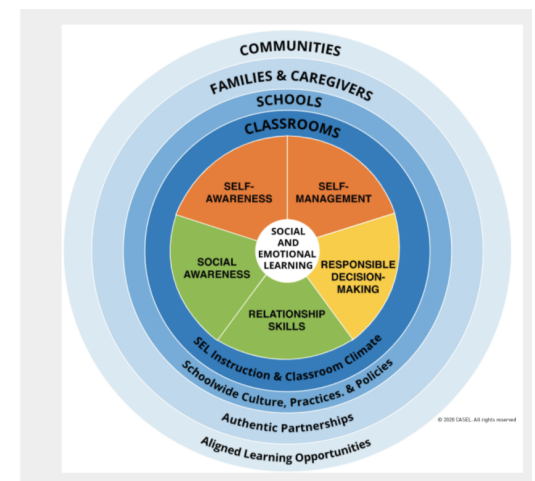 COMMUNITIES
FAMILIES & CAREGIVERS
SCHOOLS
CLASSROOMS
SELF-
AWARENESS
SELF-
MANAGEMENT
SOCIAL
AND
EMOTIONAL
LEARNING
SOCIAL
AWARENESS
RESPONSIBLE
DECISION-
MAKING
RELATIONSHIP
SKILLS
SEL Instruction & Classroom Climate
Schoolwide Culture, Practices. & Policies
Authentic Partnerships
Aligned Learning Opportunities
© 2020 CASEL. All rights reserved